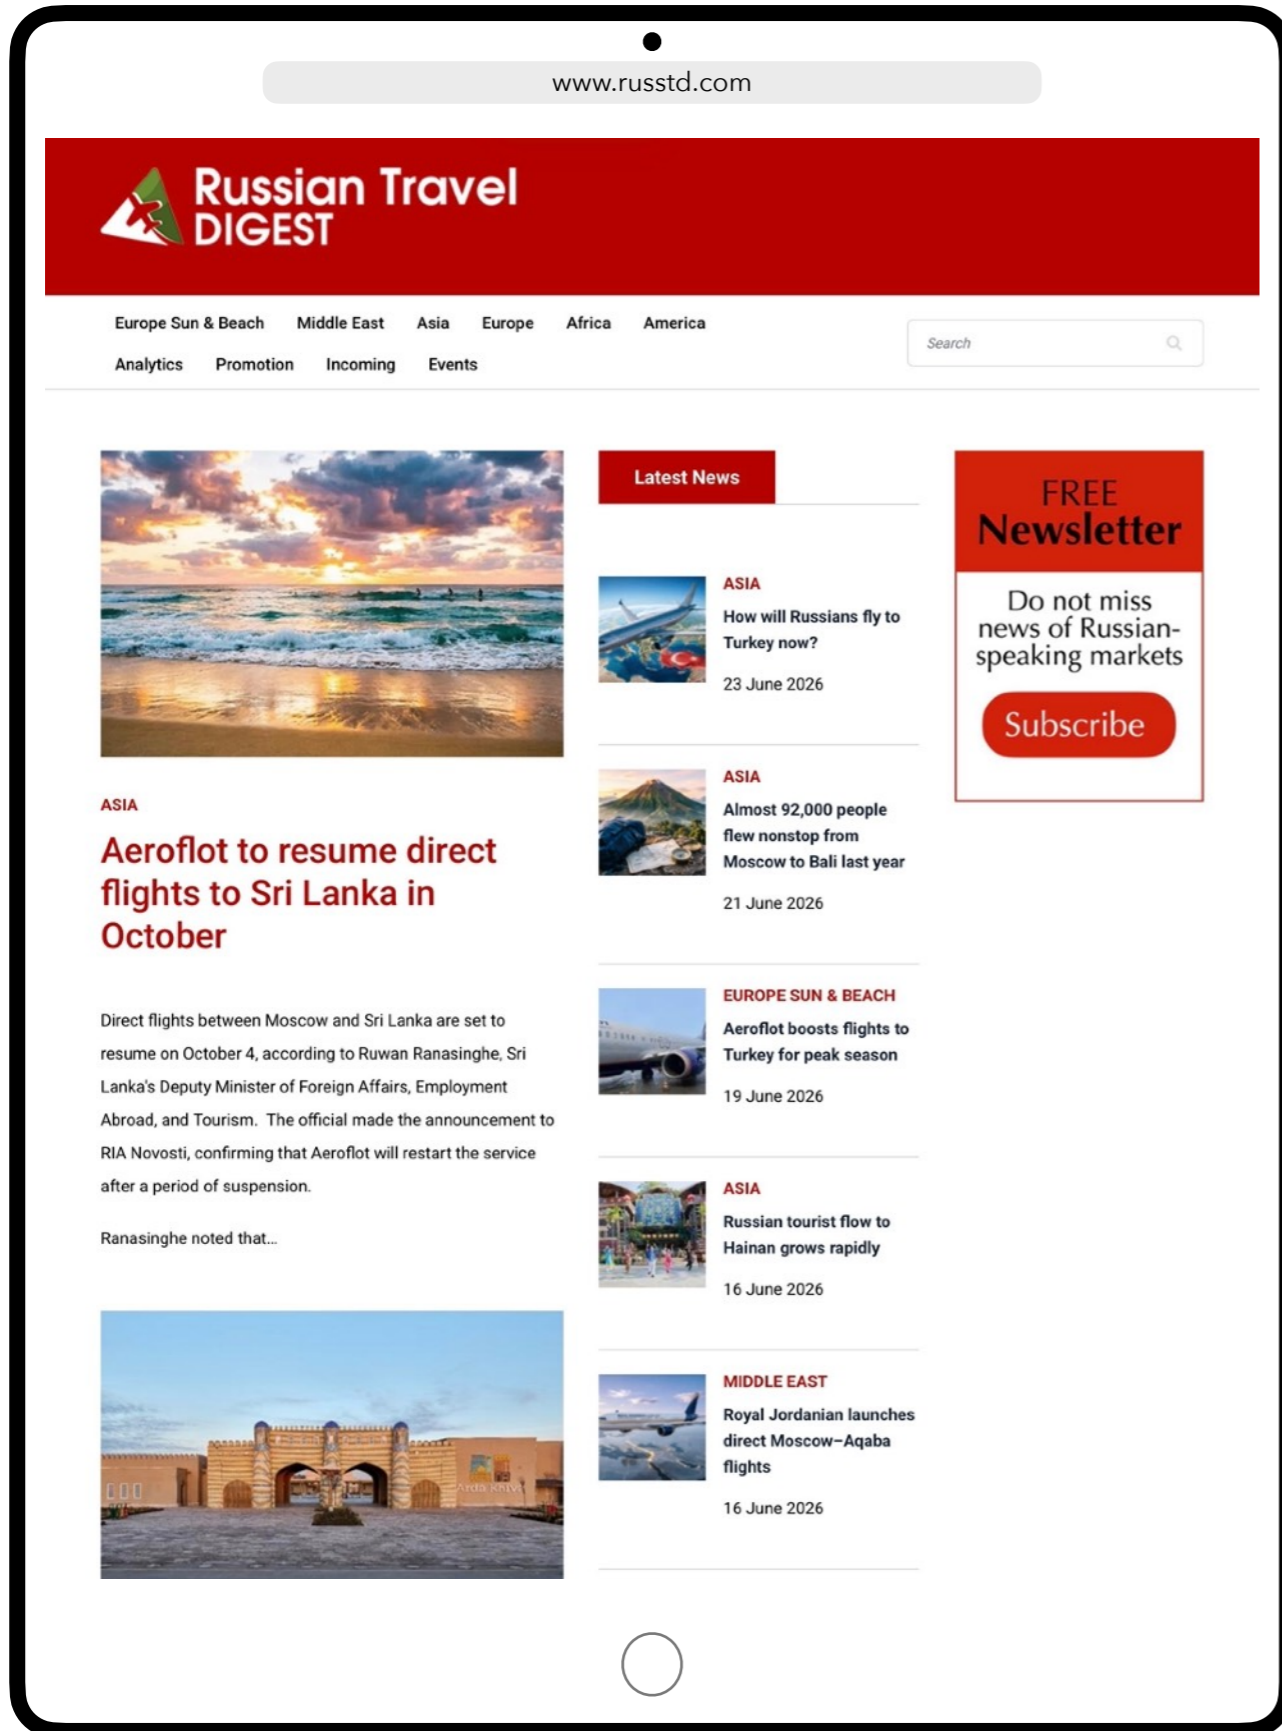 www.russtd.com
Russian Travel
DIGEST
Europe Sun & Beach Middle East Asia Europe Africa America
Analytics Promotion Incoming Events
Search
ASIA
Aeroflot to resume direct
flights to Sri Lanka in
October
Direct flights between Moscow and Sri Lanka are set to
resume on October 4, according to Ruwan Ranasinghe, Sri
Lanka's Deputy Minister of Foreign Affairs, Employment
Abroad, and Tourism. The official made the announcement to
RIA Novosti, confirming that Aeroflot will restart the service
after a period of suspension.
Ranasinghe noted that...
Arda Khiva
Latest News
ASIA
How will Russians fly to
Turkey now?
23 June 2026
ASIA
Almost 92,000 people
flew nonstop from
Moscow to Bali last year
21 June 2026
EUROPE SUN & BEACH
Aeroflot boosts flights to
Turkey for peak season
19 June 2026
ASIA
Russian tourist flow to
Hainan grows rapidly
16 June 2026
MIDDLE EAST
Royal Jordanian launches
direct Moscow–Aqaba
flights
16 June 2026
FREE
Newsletter
Do not miss
news of Russian-
speaking markets
Subscribe